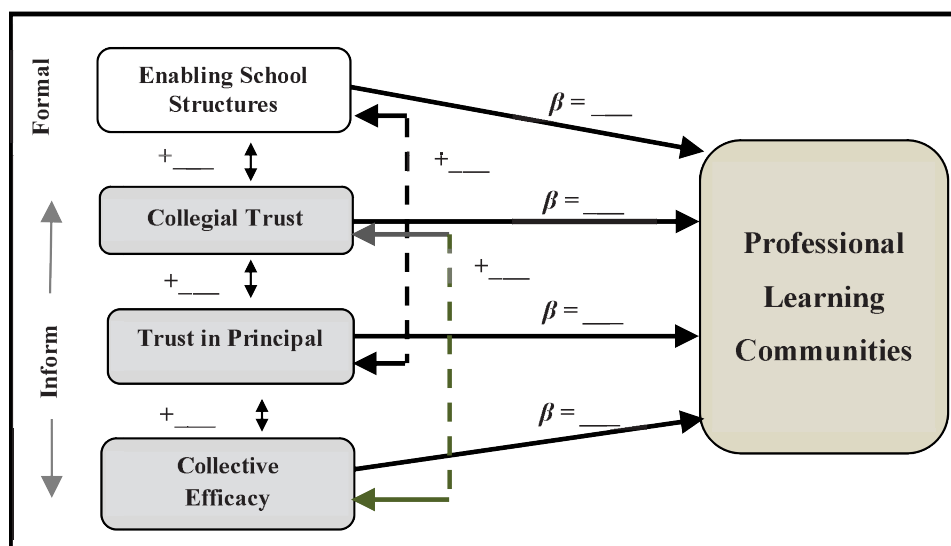 Formal
Inform
Enabling School
Structures
+___
Collegial Trust
+___
Trust in Principal
+___
Collective
Efficacy
+___
+___
β = ___
β = ___
β = ___
β = ___
Professional
Learning
Communities